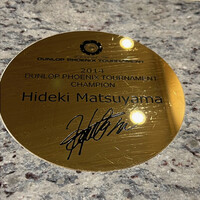 DUNLOP PHOENIX TOURNAMENT
2014
DUNLOP PHOENIX TOURNAMENT
CHAMPION
Hideki Matsuyama